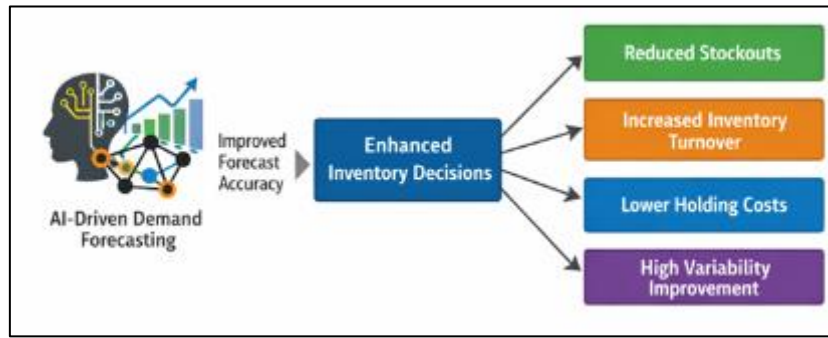 AI-Driven Demand
Forecasting
Improved
Forecast
Accuracy
Enhanced
Inventory Decisions
Reduced Stockouts
Increased Inventory
Turnover
Lower Holding Costs
High Variability
Improvement